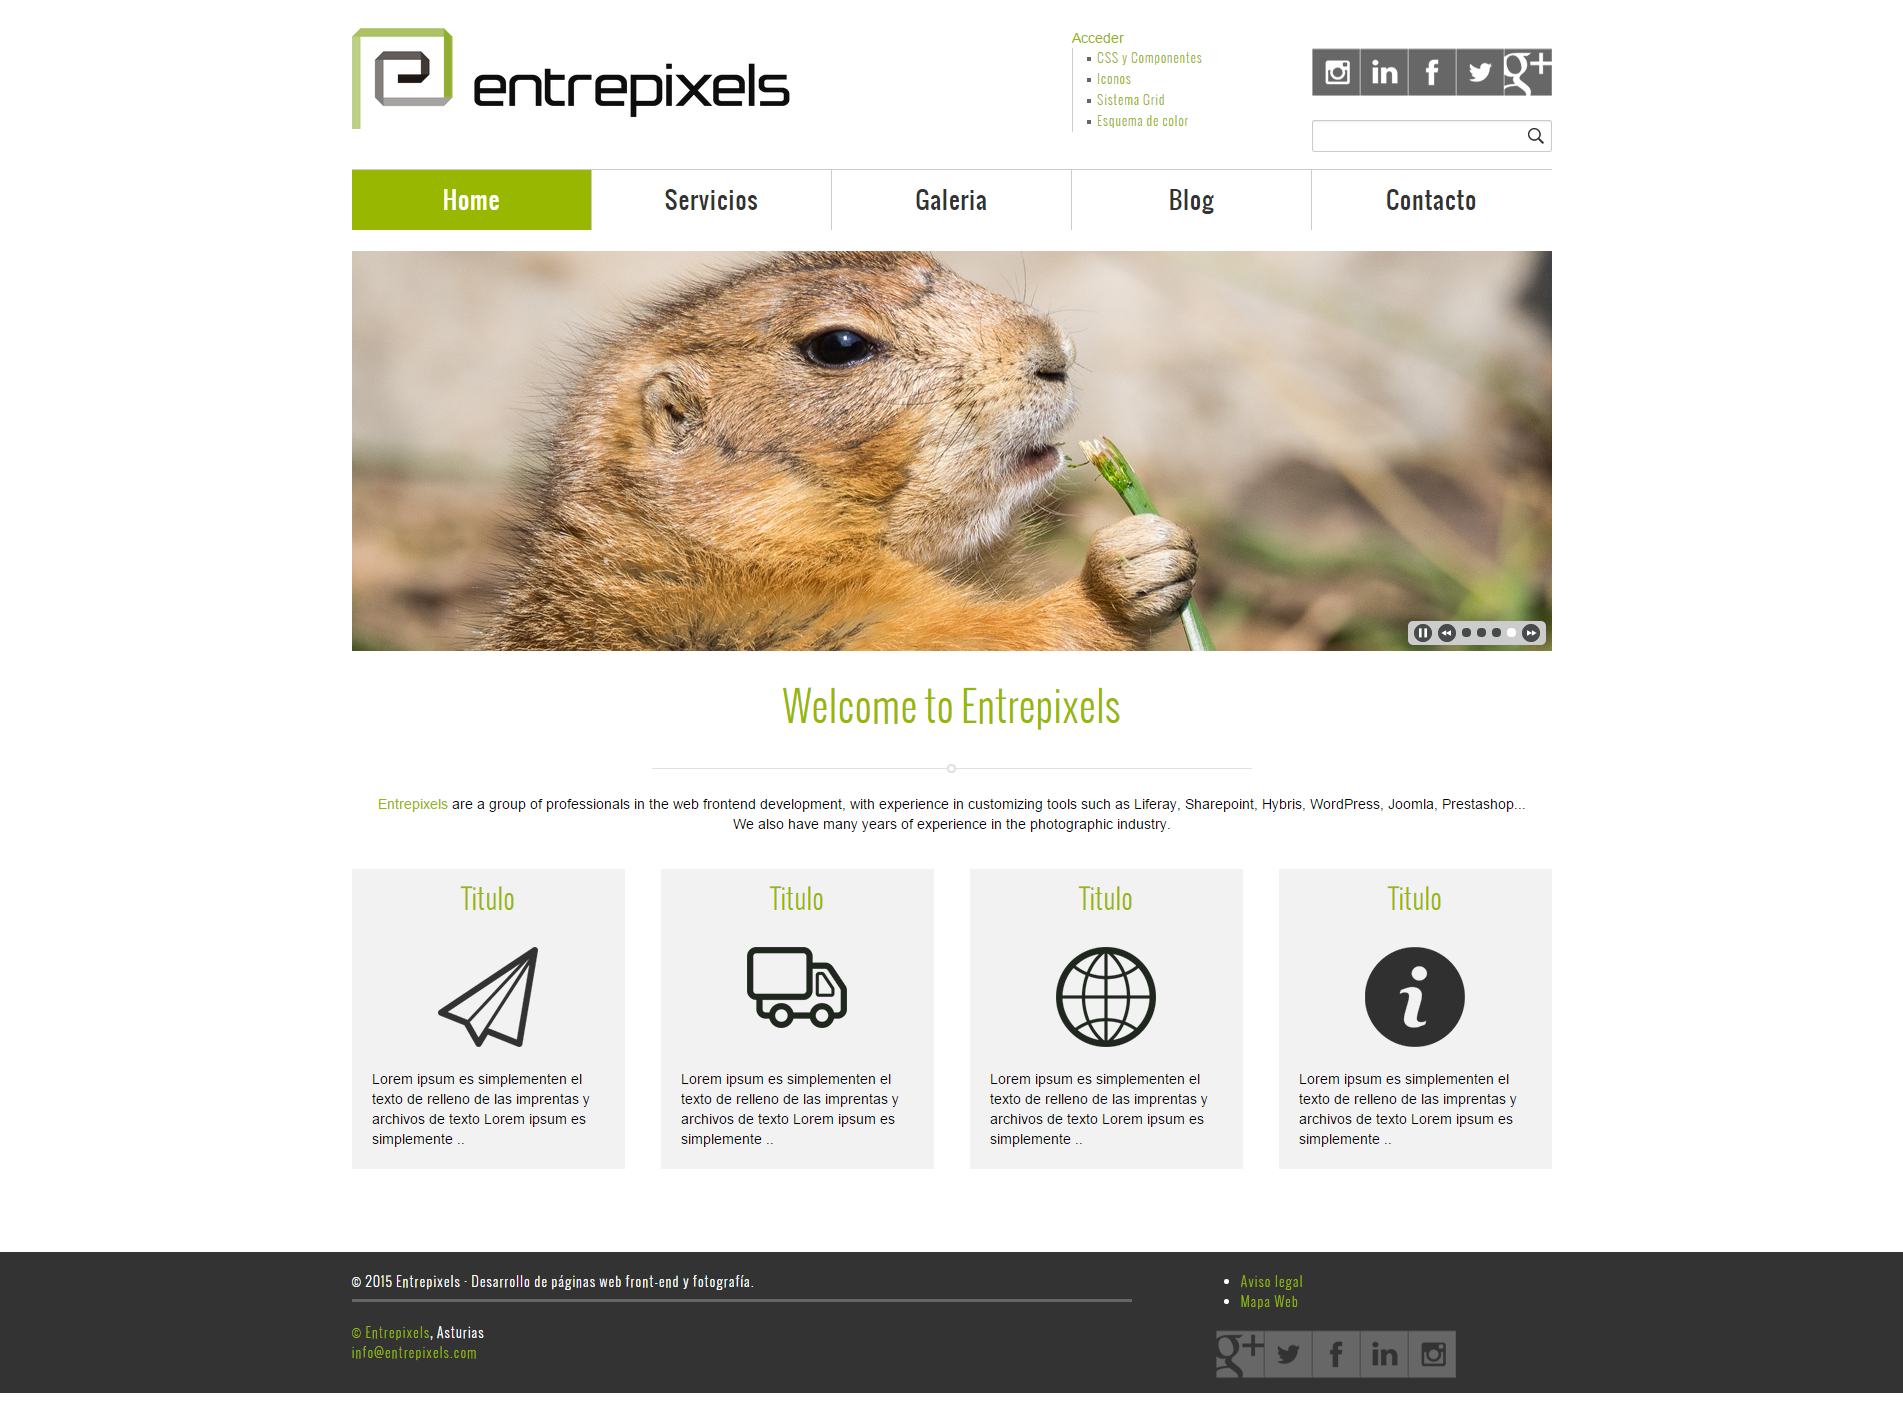 entrepixels
Acceder
CSS y Componentes
Iconos
Sistema Grid
Esquema de color
Home
Servicios
Galeria
Blog
Contacto
Welcome to Entrepixels
Entrepixels are a group of professionals in the web frontend development, with experience in customizing tools such as Liferay, Sharepoint, Hybris, WordPress, Joomla, Prestashop...
We also have many years of experience in the photographic industry.
Titulo
Lorem ipsum es simplementen el
texto de relleno de las imprentas y
archivos de texto Lorem ipsum es
simplemente ..
Titulo
Lorem ipsum es simplementen el
texto de relleno de las imprentas y
archivos de texto Lorem ipsum es
simplemente ..
Titulo
Lorem ipsum es simplementen el
texto de relleno de las imprentas y
archivos de texto Lorem ipsum es
simplemente ..
Titulo
Lorem ipsum es simplementen el
texto de relleno de las imprentas y
archivos de texto Lorem ipsum es
simplemente ..
© 2015 Entrepixels - Desarrollo de páginas web front-end y fotografía.
© Entrepixels, Asturias
info@entrepixels.com
Aviso legal
Mapa Web